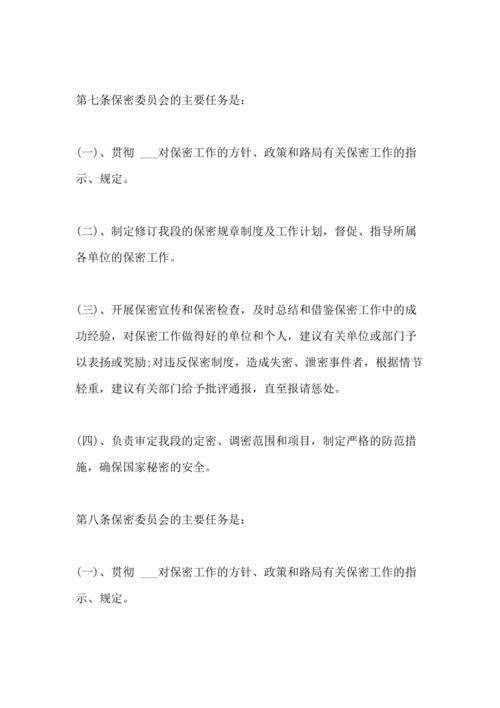 第七条保密委员会的主要任务是：
(一)、贯彻 ___对保密工作的方针、政策和路局有关保密工作的指
示、规定。
(二)、制定修订我段的保密规章制度及工作计划，督促、指导所属
各单位的保密工作。
(三)、开展保密宣传和保密检查，及时总结和借鉴保密工作中的成
功经验，对保密工作做得好的单位和个人，建议有关单位或部门予
以表扬或奖励;对违反保密制度，造成失密、泄密事件者，根据情节
轻重，建议有关部门给予批评通报，直至报请惩处。
(四)、负责审定我段的定密、调密范围和项目，制定严格的防范措
施，确保国家秘密的安全。
第八条保密委员会的主要任务是：
(一)、贯彻 ___对保密工作的方针、政策和路局有关保密工作的指
示、规定。